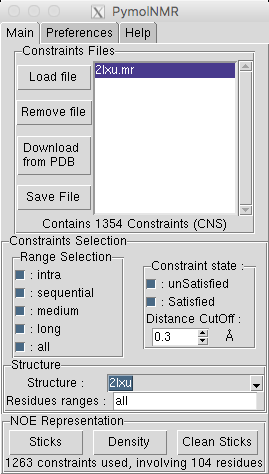 PymolNMR
Main Preferences Help
Constraints Files
Load file
2lxu.mr
Remove file
Download
from PDB
Save File
Contains 1354 Constraints (CNS)
Constraints Selection
Range Selection
: intra
: sequential
: medium
: long
: all
Constraint state :
: unSatisfied
: Satisfied
Distance CutOff :
0.3 Å
Structure
Structure : 2lxu
Residues ranges : all
NOE Representation
Sticks Density Clean Sticks
1263 constraints used, involving 104 residues